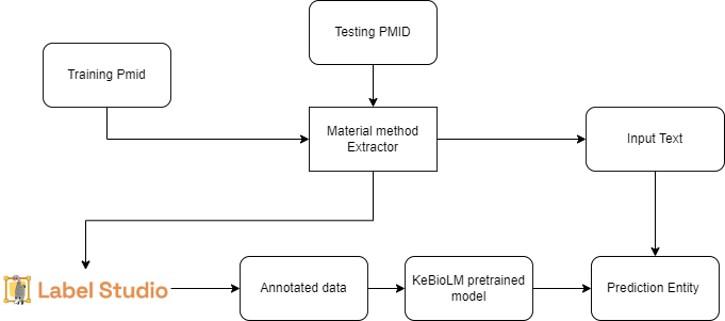 Testing PMID
Training Pmid
Material method
Extractor
Input Text
Label Studio
Annotated data
KeBioLM pretrained
model
Prediction Entity